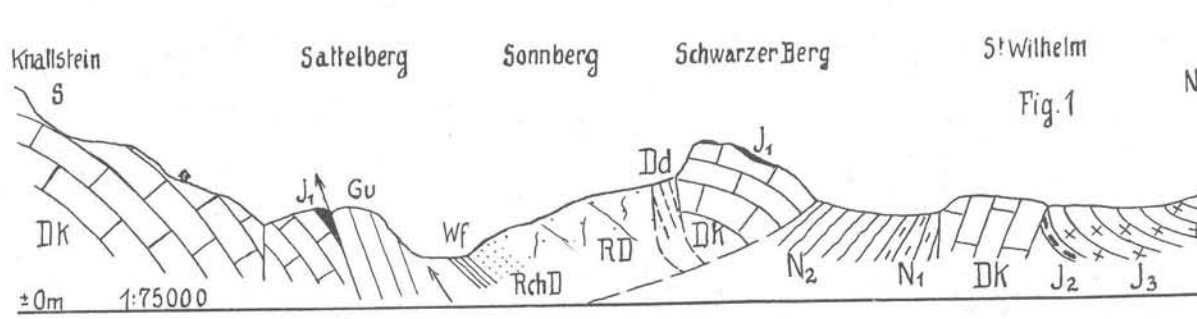 Knallstein Sattelberg Sonnberg Schwarzer Berg St Wilhelm N
S
Fig. 1
J₁ Gu Wf Dd J₁
DK RchD RD DK N₂ N₁ DK J₂ J₃
±0m 1:75000